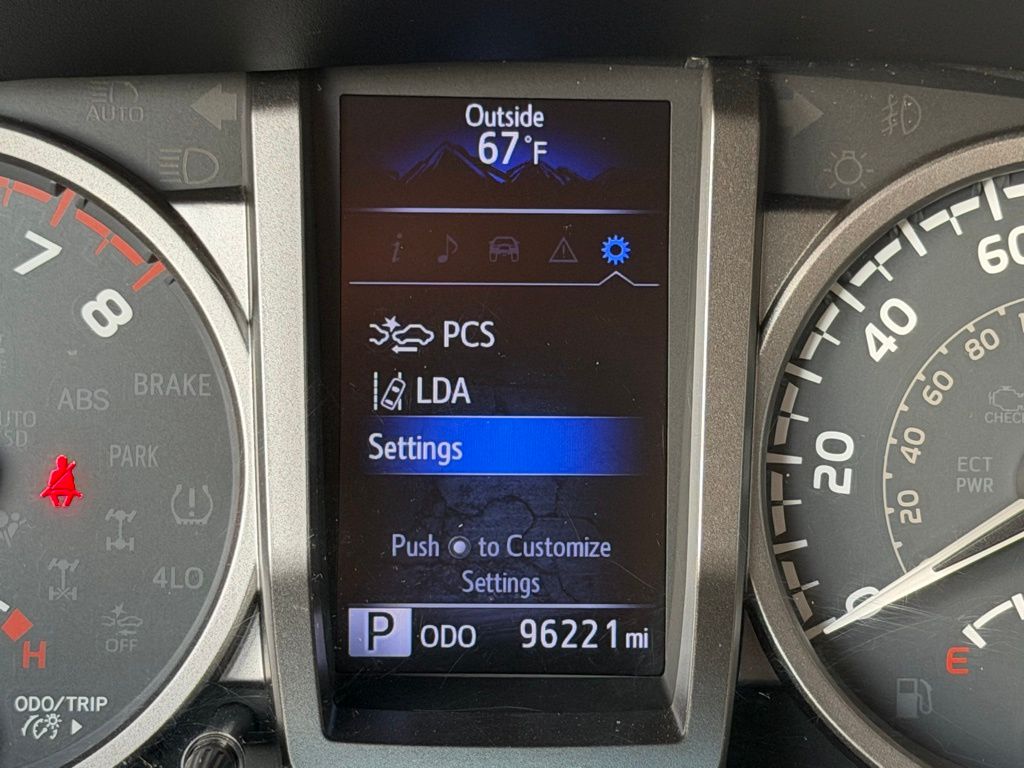 Outside
67°F
PCS
LDA
Settings
Push to Customize
Settings
P ODO 96221 mi
AUTO
7
8
ABS
BRAKE
PARK
4LO
OFF
H
ODO/TRIP
0
20
40
60
20
40
60
80
CHECK
ECT
PWR
E